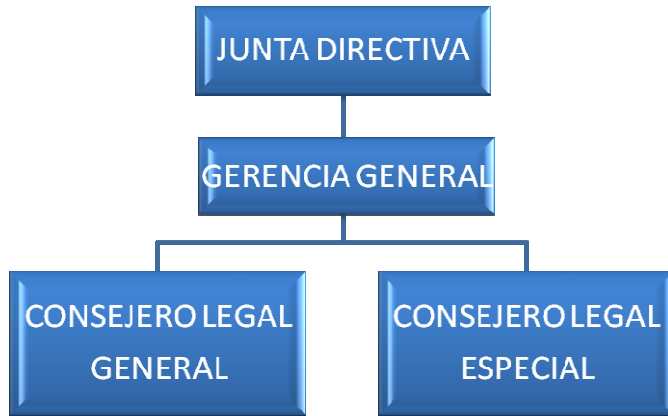 JUNTA DIRECTIVA
GERENCIA GENERAL
CONSEJERO LEGAL
GENERAL
CONSEJERO LEGAL
ESPECIAL